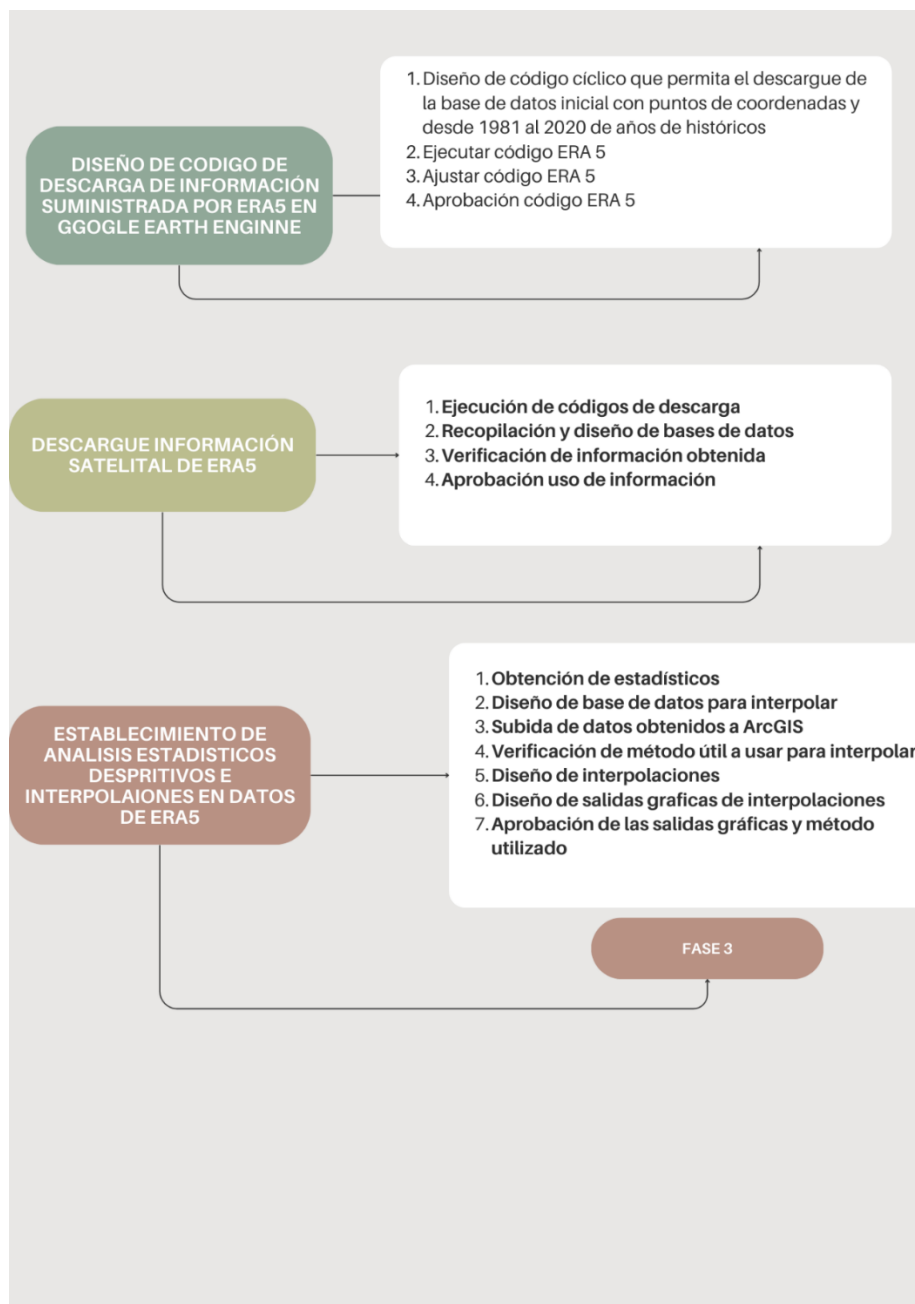 DISEÑO DE CODIGO DE
DESCARGA DE INFORMACIÓN
SUMINISTRADA POR ERA5 EN
GGOGLE EARTH ENGINNE
1. Diseño de código cíclico que permita el descargue de
la base de datos inicial con puntos de coordenadas y
desde 1981 al 2020 de años de históricos
2. Ejecutar código ERA 5
3. Ajustar código ERA 5
4. Aprobación código ERA 5
DESCARGUE INFORMACIÓN
SATELITAL DE ERA5
1. Ejecución de códigos de descarga
2. Recopilación y diseño de bases de datos
3. Verificación de información obtenida
4. Aprobación uso de información
ESTABLECIMIENTO DE
ANALISIS ESTADISTICOS
DESPRITIVOS E
INTERPOLAIONES EN DATOS
DE ERA5
1. Obtención de estadísticos
2. Diseño de base de datos para interpolar
3. Subida de datos obtenidos a ArcGIS
4. Verificación de método útil a usar para interpolar
5. Diseño de interpolaciones
6. Diseño de salidas graficas de interpolaciones
7. Aprobación de las salidas gráficas y método
utilizado
FASE 3